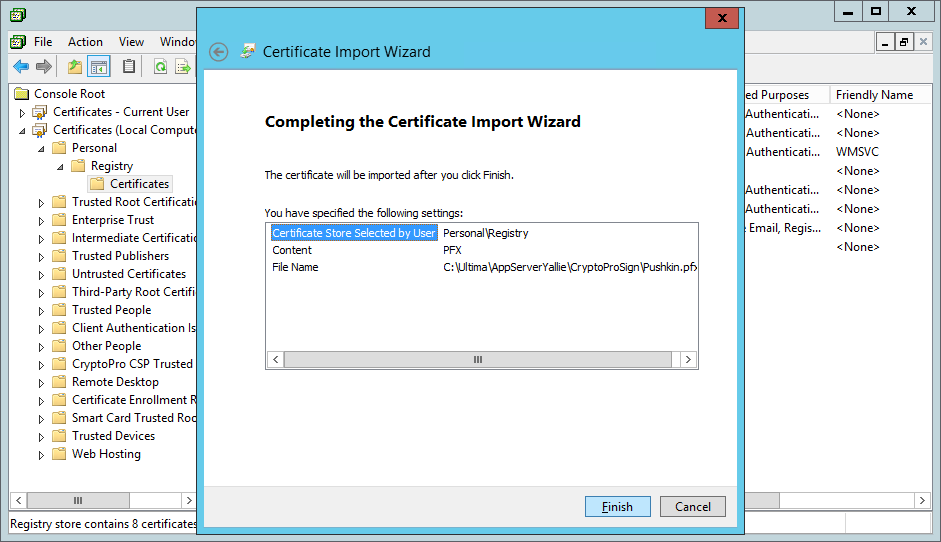 File Action View Windo
Console Root
Certificates - Current User
Certificates (Local Compute
Personal
Registry
Certificates
Trusted Root Certificatio
Enterprise Trust
Intermediate Certificatio
Trusted Publishers
Untrusted Certificates
Third-Party Root Certifi
Trusted People
Client Authentication Is
Other People
CryptoPro CSP Trusted
Remote Desktop
Certificate Enrollment R
Smart Card Trusted Roo
Trusted Devices
Web Hosting
Registry store contains 8 certificates
Certificate Import Wizard
Completing the Certificate Import Wizard
The certificate will be imported after you click Finish.
You have specified the following settings:
Certificate Store Selected by User Personal\Registry
Content PFX
File Name C:\Ultima\AppServerYallie\CryptoProSign\Pushkin.pfx
Finish Cancel
ed Purposes Friendly Name
Authenticati... <None>
Authenticati... <None>
Authenticati... WMSVC
<None>
Authenticati... <None>
Authenticati... <None>
e Email, Regis... <None>
<None>